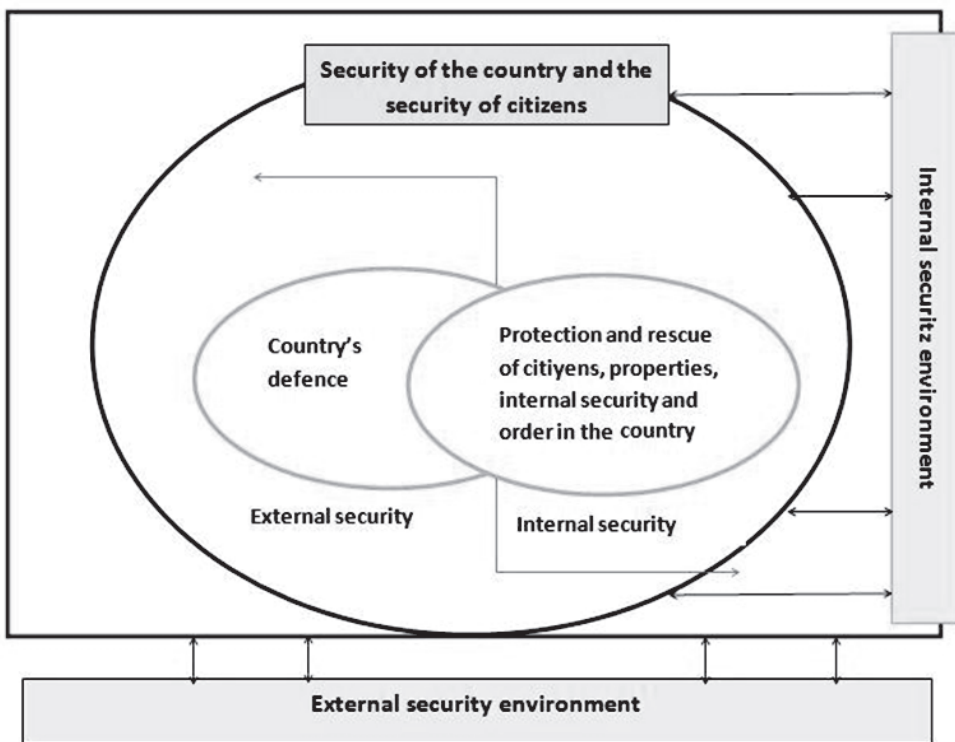 Security of the country and the
security of citizens
Country's
defence
Protection and rescue
of citiyens, properties,
internal security and
order in the country
External security
Internal security
Internal securitz environment
External security environment